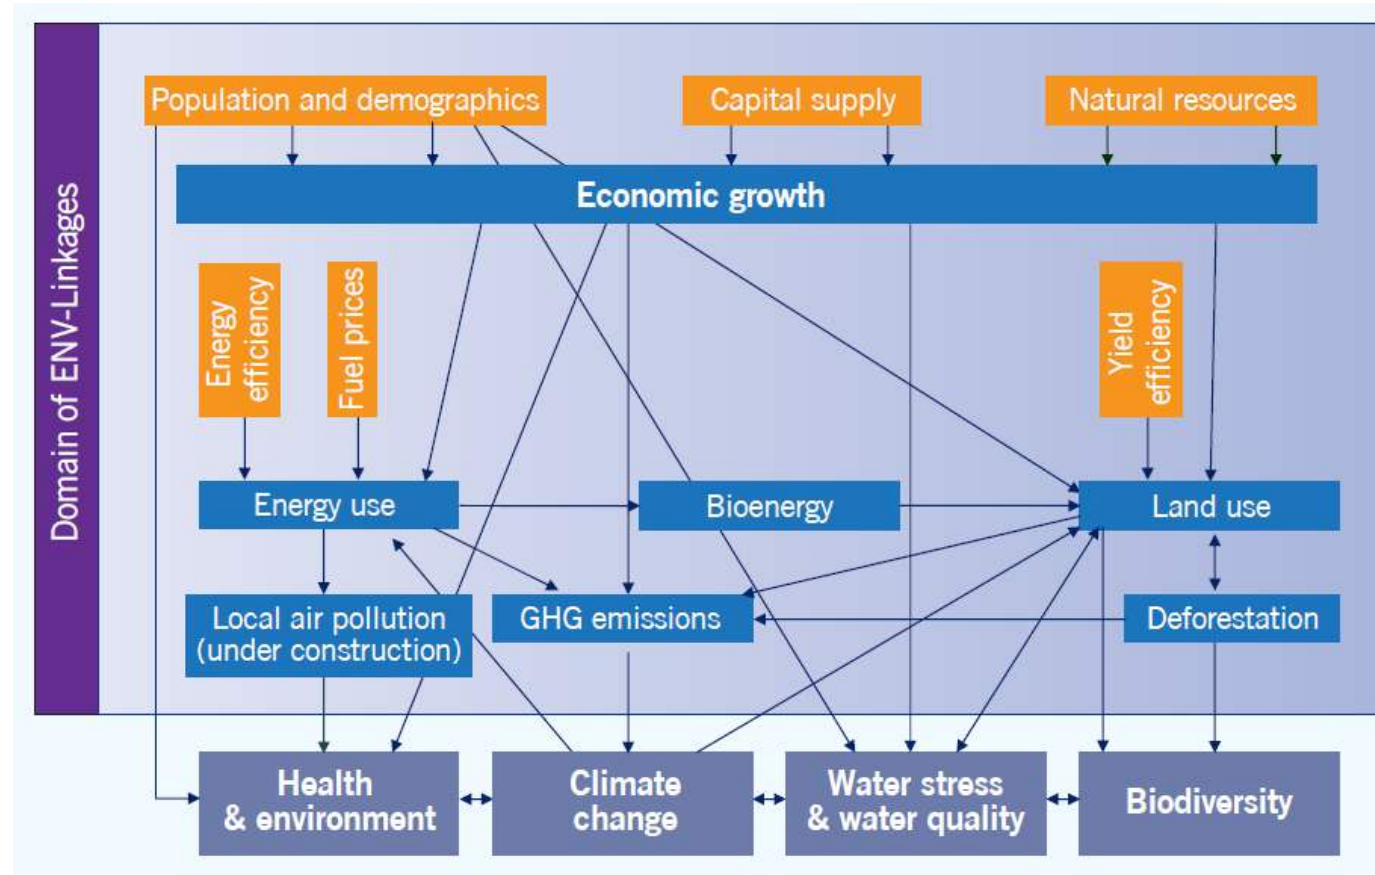 Domain of ENV-Linkages
Population and demographics
Capital supply
Natural resources
Economic growth
Energy
efficiency
Fuel prices
Yield
efficiency
Energy use
Bioenergy
Land use
Local air pollution
(under construction)
GHG emissions
Deforestation
Health
& environment
Climate
change
Water stress
& water quality
Biodiversity